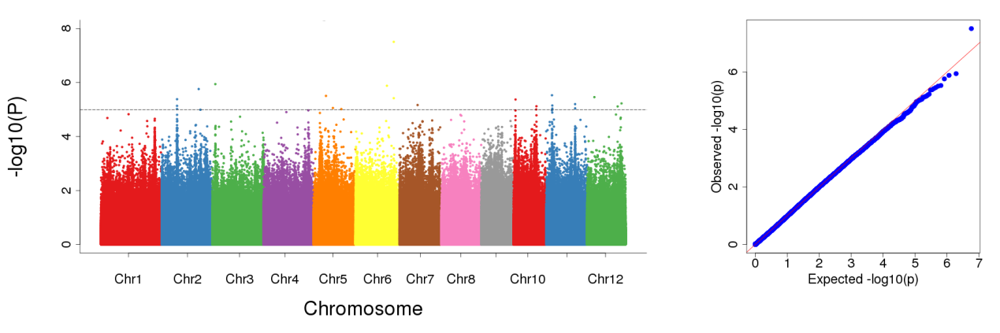 -log10(P)
8
6
4
2
0
Chr1 Chr2 Chr3 Chr4 Chr5 Chr6 Chr7 Chr8 Chr10 Chr12
Chromosome
Observed -log10(p)
6
4
2
0
0 1 2 3 4 5 6 7
Expected -log10(p)